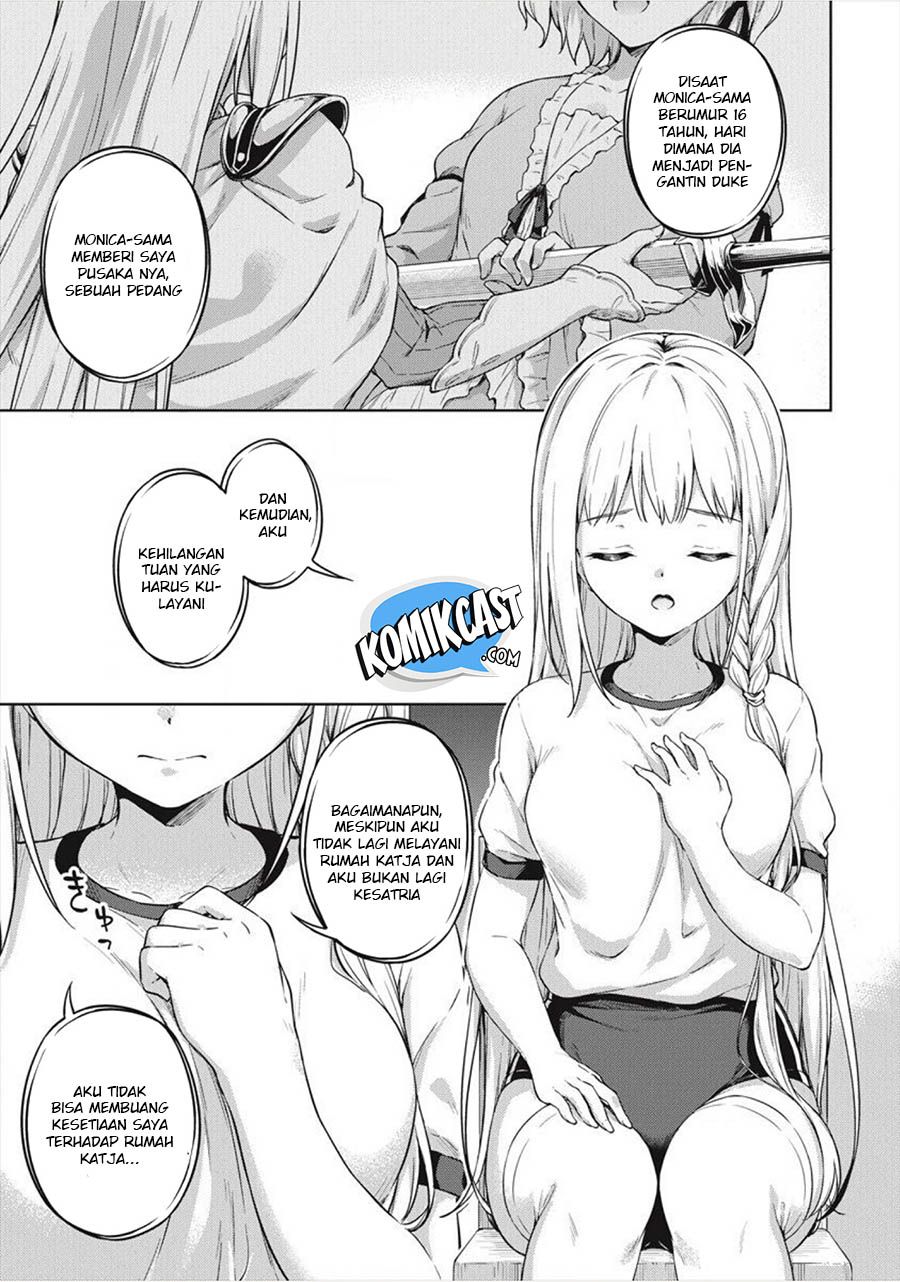 DISAAT
MONICA-SAMA
BERUMUR 16
TAHUN, HARI
DIMANA DIA
MENJADI PEN-
GANTIN DUKE
MONICA-SAMA
MEMBERI SAYA
PUSAKA NYA,
SEBUAH PEDANG
DAN
KEMUDIAN,
AKU
KEHILANGAN
TUAN YANG
HARUS KU-
LAYANI
KOMIKCAST
.COM
BAGAIMANAPUN,
MESKIPUN AKU
TIDAK LAGI MELAYANI
RUMAH KATJA DAN
AKU BUKAN LAGI
KESATRIA
きゅっ
AKU TIDAK
BISA MEMBUANG
KESETIAAN SAYA
TERHADAP RUMAH
KATJA...